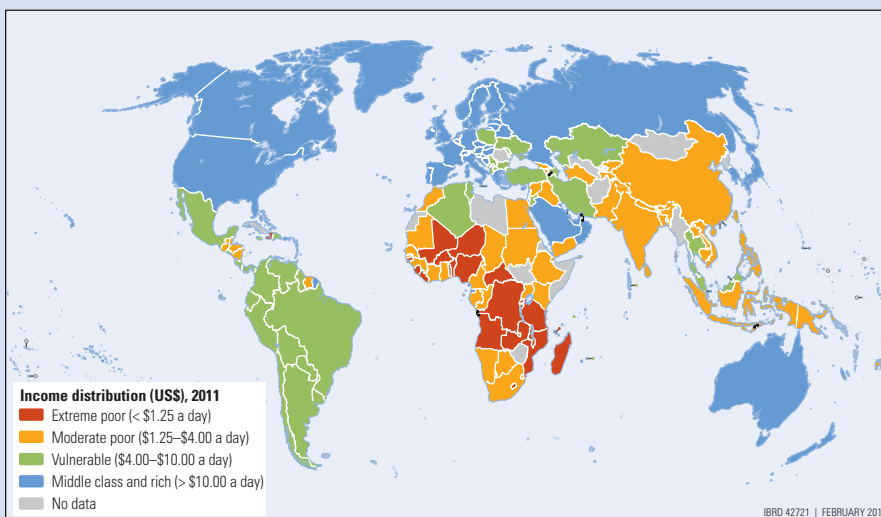 Income distribution (US$), 2011
Extreme poor (< $1.25 a day)
Moderate poor ($1.25–$4.00 a day)
Vulnerable ($4.00–$10.00 a day)
Middle class and rich (> $10.00 a day)
No data
IBRD 42721 | FEBRUARY 201